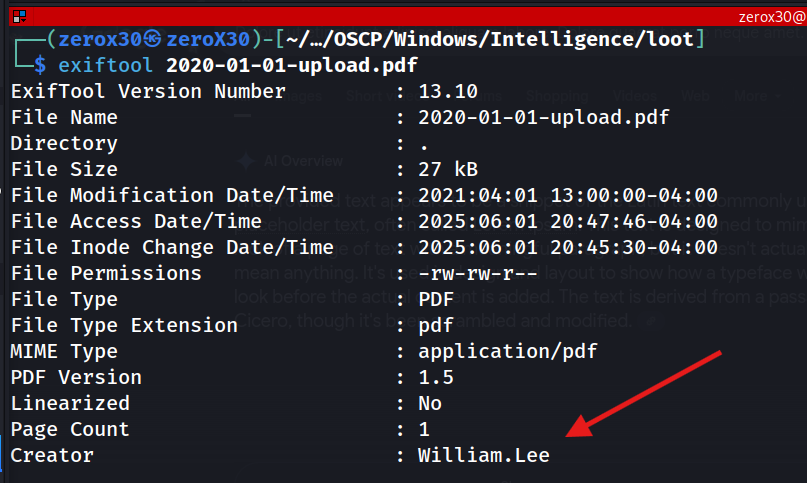 zerox30@
(zerox30㉿zeroX30)-[~/…/OSCP/Windows/Intelligence/loot]
$ exiftool 2020-01-01-upload.pdf
ExifTool Version Number : 13.10
File Name : 2020-01-01-upload.pdf
Directory : .
File Size : 27 kB
File Modification Date/Time : 2021:04:01 13:00:00-04:00
File Access Date/Time : 2025:06:01 20:47:46-04:00
File Inode Change Date/Time : 2025:06:01 20:45:30-04:00
File Permissions : -rw-rw-r--
File Type : PDF
File Type Extension : pdf
MIME Type : application/pdf
PDF Version : 1.5
Linearized : No
Page Count : 1
Creator : William.Lee